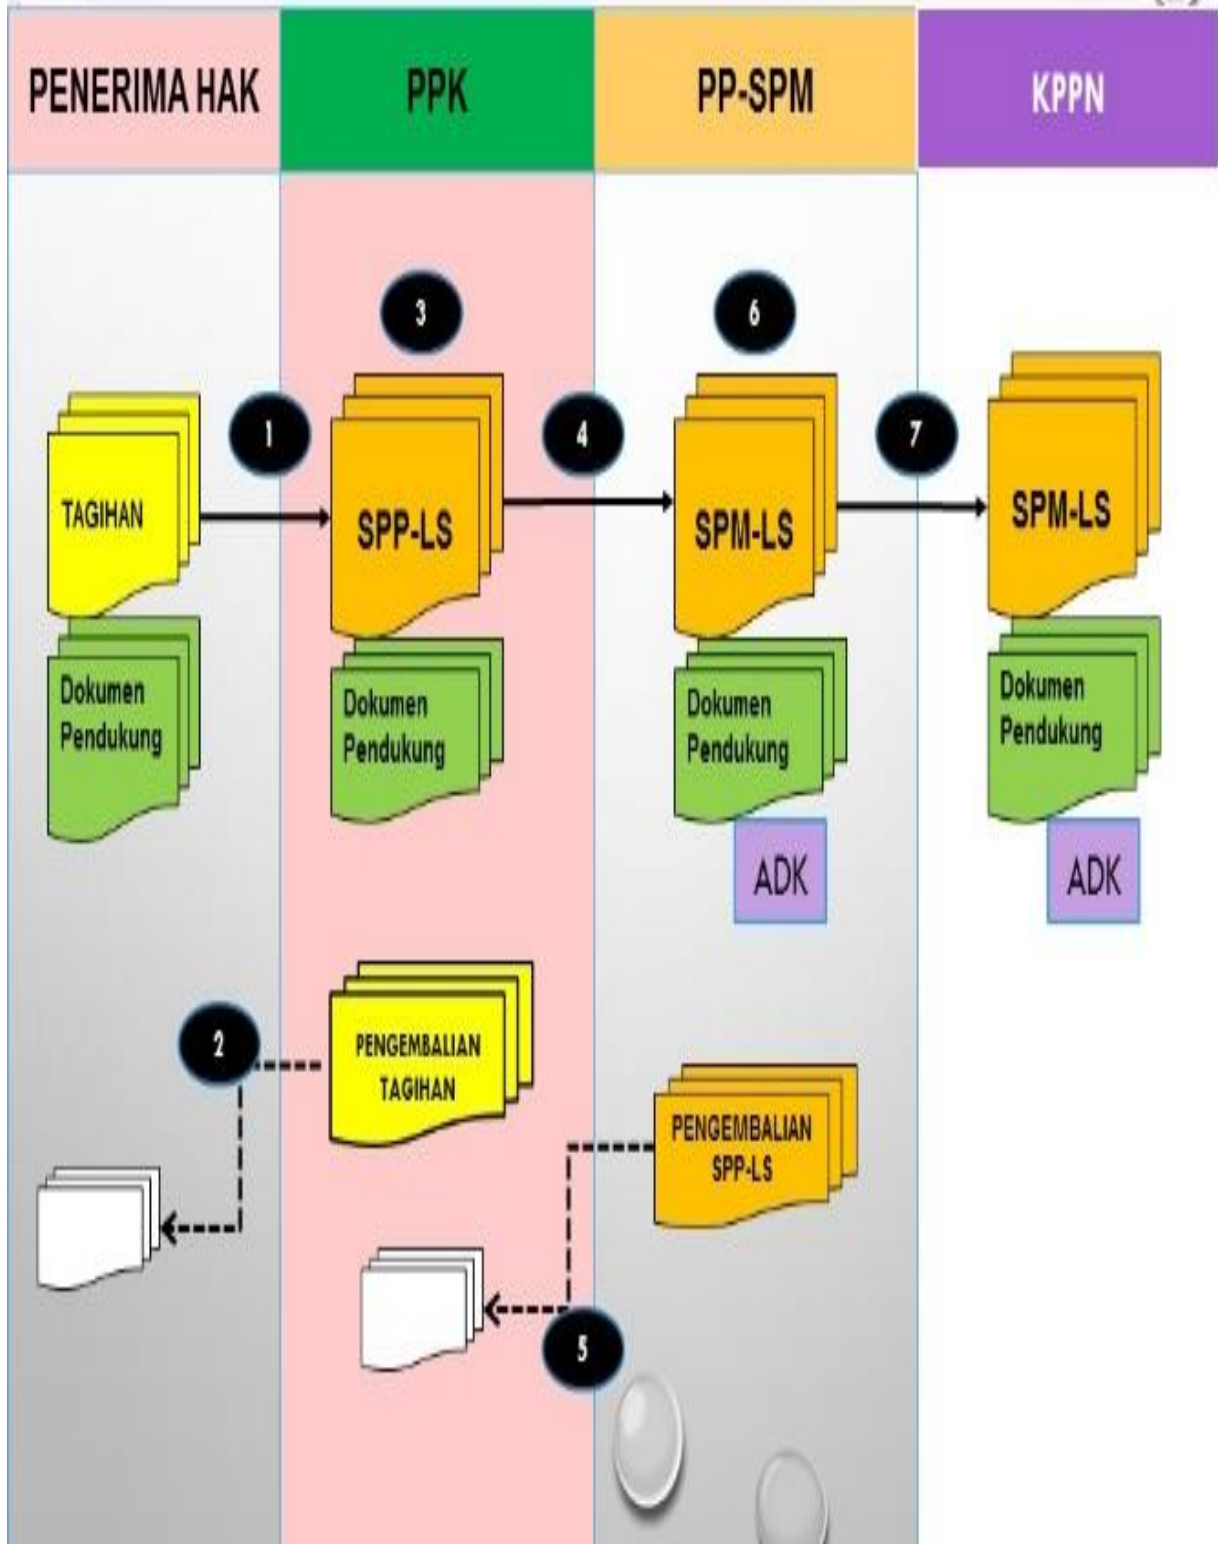 PENERIMA HAK
PPK
PP-SPM
KPPN
3
6
1
4
7
TAGIHAN
SPP-LS
SPM-LS
SPM-LS
Dokumen
Pendukung
Dokumen
Pendukung
Dokumen
Pendukung
Dokumen
Pendukung
ADK
ADK
2
PENGEMBALIAN
TAGIHAN
PENGEMBALIAN
SPP-LS
5